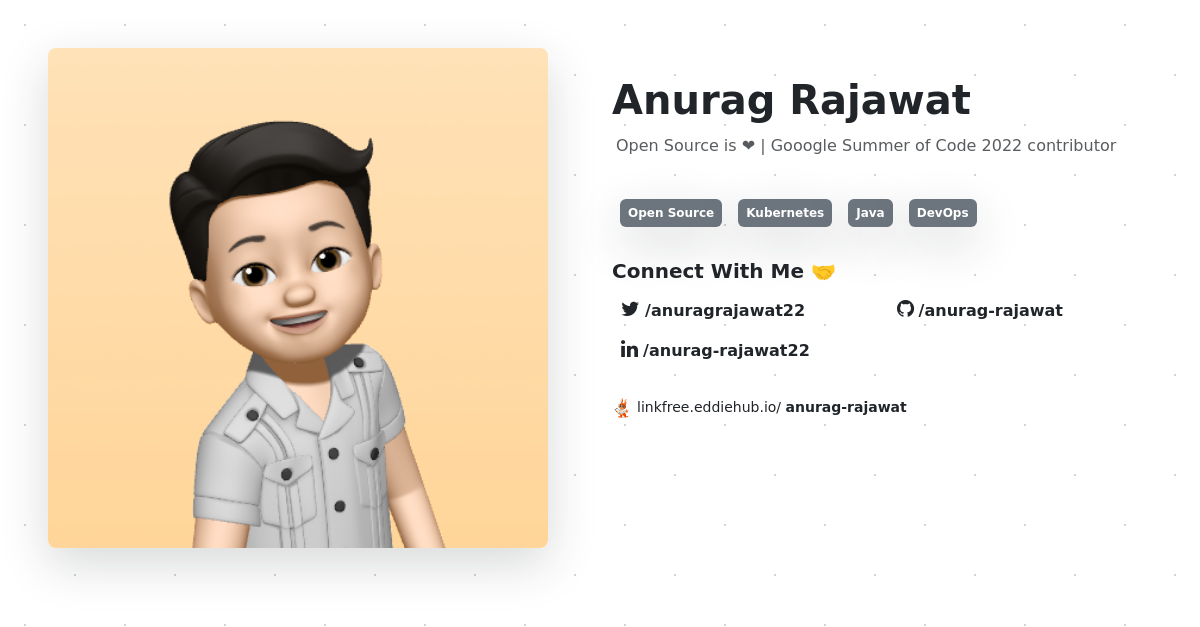 Anurag Rajawat
Open Source is ❤ | Gooogle Summer of Code 2022 contributor
Open Source Kubernetes Java DevOps
Connect With Me 🤝
/anuragrajawat22 /anurag-rajawat
/anurag-rajawat22
linkfree.eddiehub.io/ anurag-rajawat